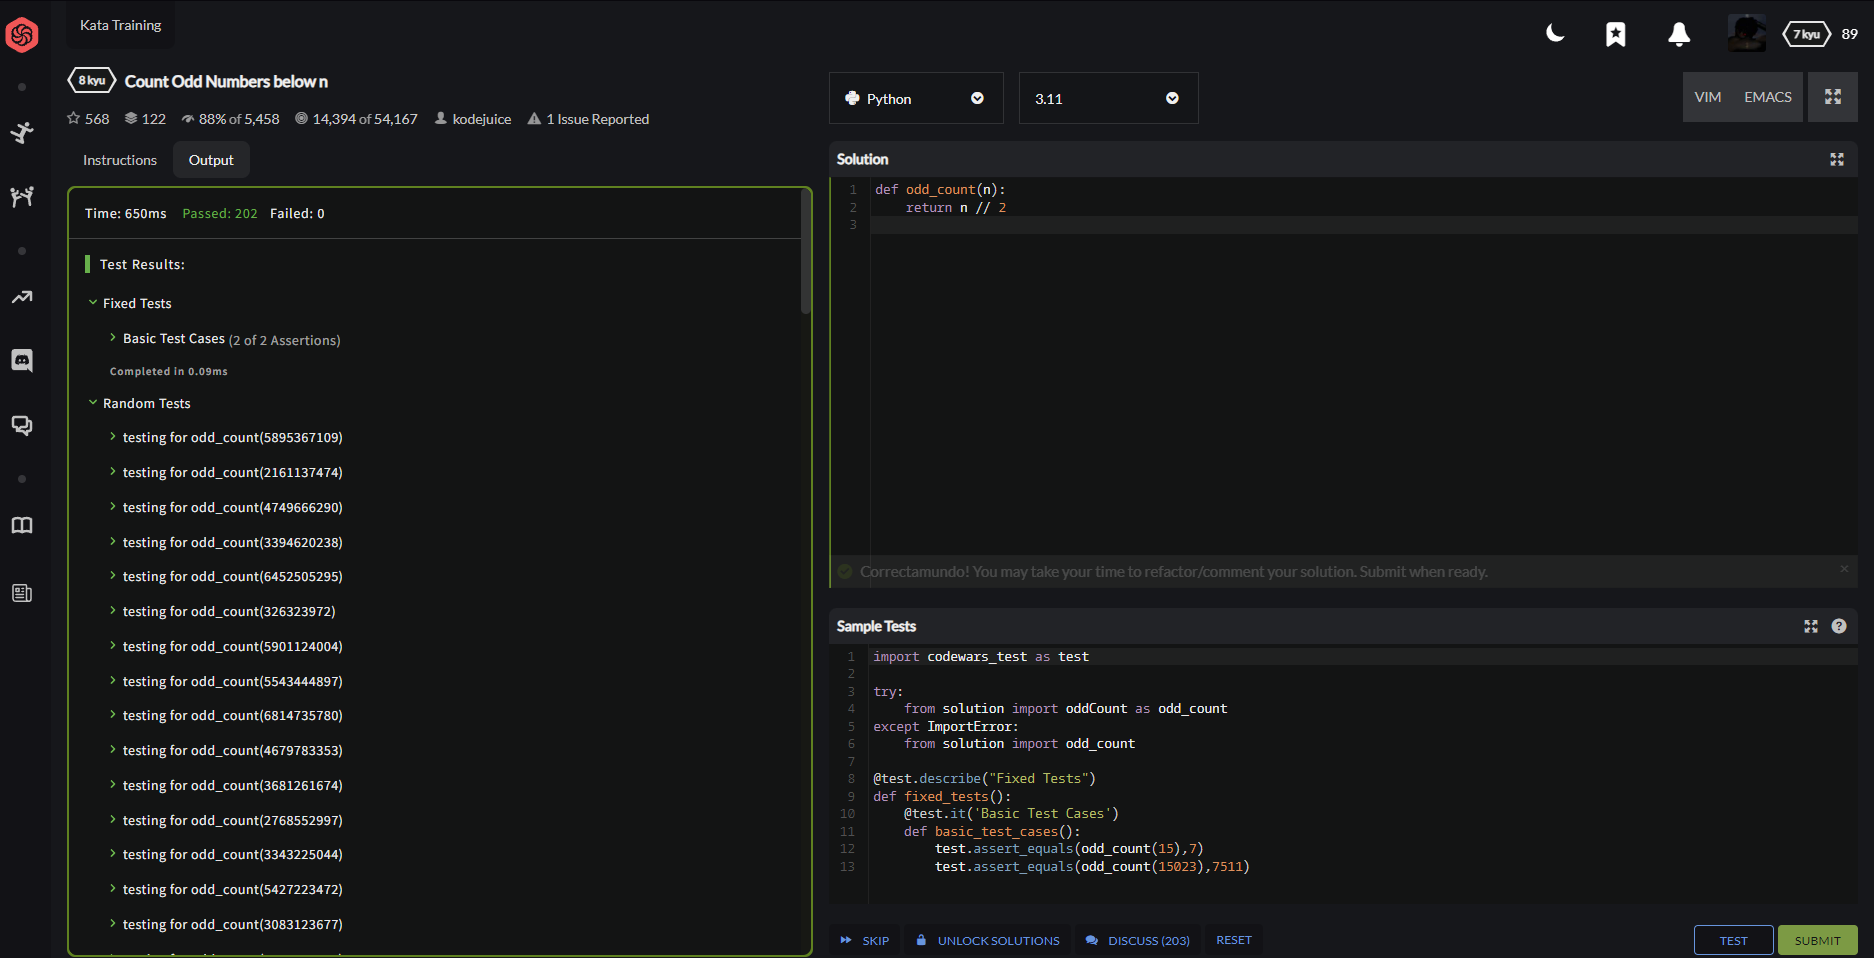 Kata Training
7 kyu 89
8 kyu Count Odd Numbers below n
568 122 88% of 5,458 14,394 of 54,167 kodejuice 1 Issue Reported
Instructions Output
Time: 650ms Passed: 202 Failed: 0
Test Results:
Fixed Tests
Basic Test Cases (2 of 2 Assertions)
Completed in 0.09ms
Random Tests
testing for odd_count(5895367109)
testing for odd_count(2161137474)
testing for odd_count(4749666290)
testing for odd_count(3394620238)
testing for odd_count(6452505295)
testing for odd_count(326323972)
testing for odd_count(5901124004)
testing for odd_count(5543444897)
testing for odd_count(6814735780)
testing for odd_count(4679783353)
testing for odd_count(3681261674)
testing for odd_count(2768552997)
testing for odd_count(3343225044)
testing for odd_count(5427223472)
testing for odd_count(3083123677)
Python 3.11 VIM EMACS
Solution
1 def odd_count(n):
2 return n // 2
3
Correctamundo! You may take your time to refactor/comment your solution. Submit when ready.
Sample Tests
1 import codewars_test as test
2
3 try:
4 from solution import oddCount as odd_count
5 except ImportError:
6 from solution import odd_count
7
8 @test.describe("Fixed Tests")
9 def fixed_tests():
10 @test.it('Basic Test Cases')
11 def basic_test_cases():
12 test.assert_equals(odd_count(15),7)
13 test.assert_equals(odd_count(15023),7511)
SKIP UNLOCK SOLUTIONS DISCUSS (203) RESET TEST SUBMIT